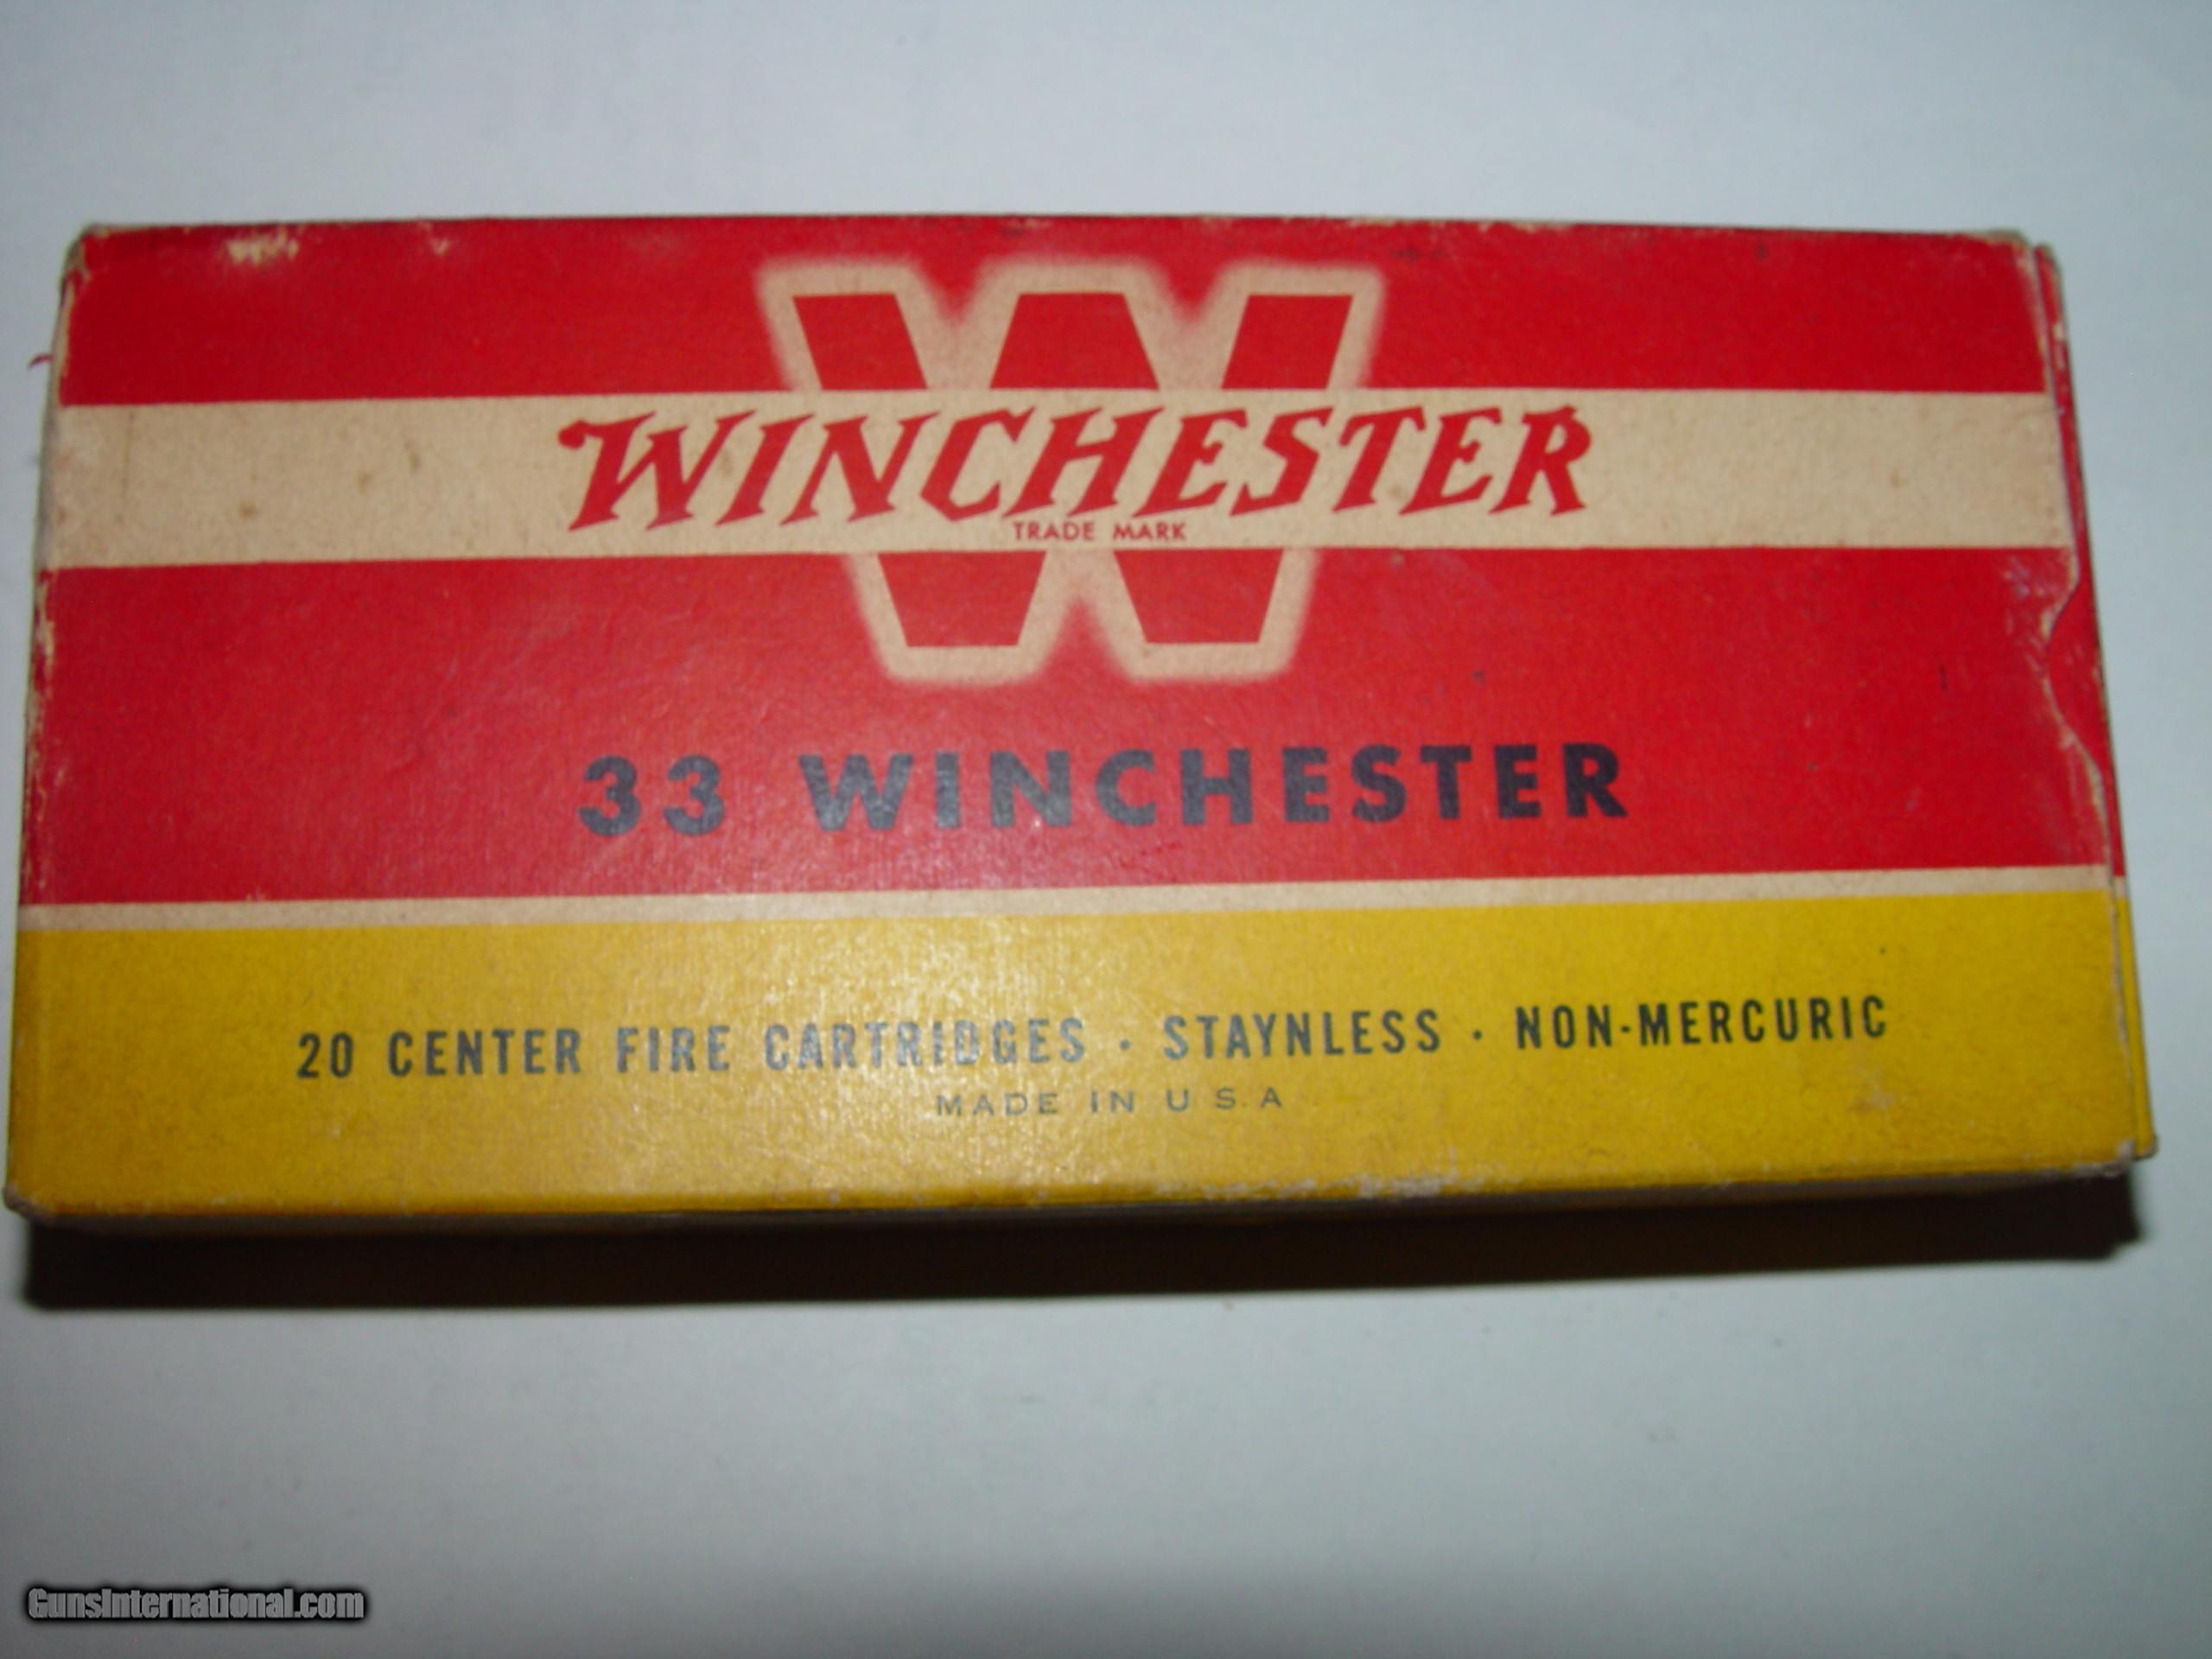 WINCHESTER
TRADE MARK
33 WINCHESTER
20 CENTER FIRE CARTRIDGES · STAYNLESS · NON-MERCURIC
MADE IN U.S.A
GunsInternational.com